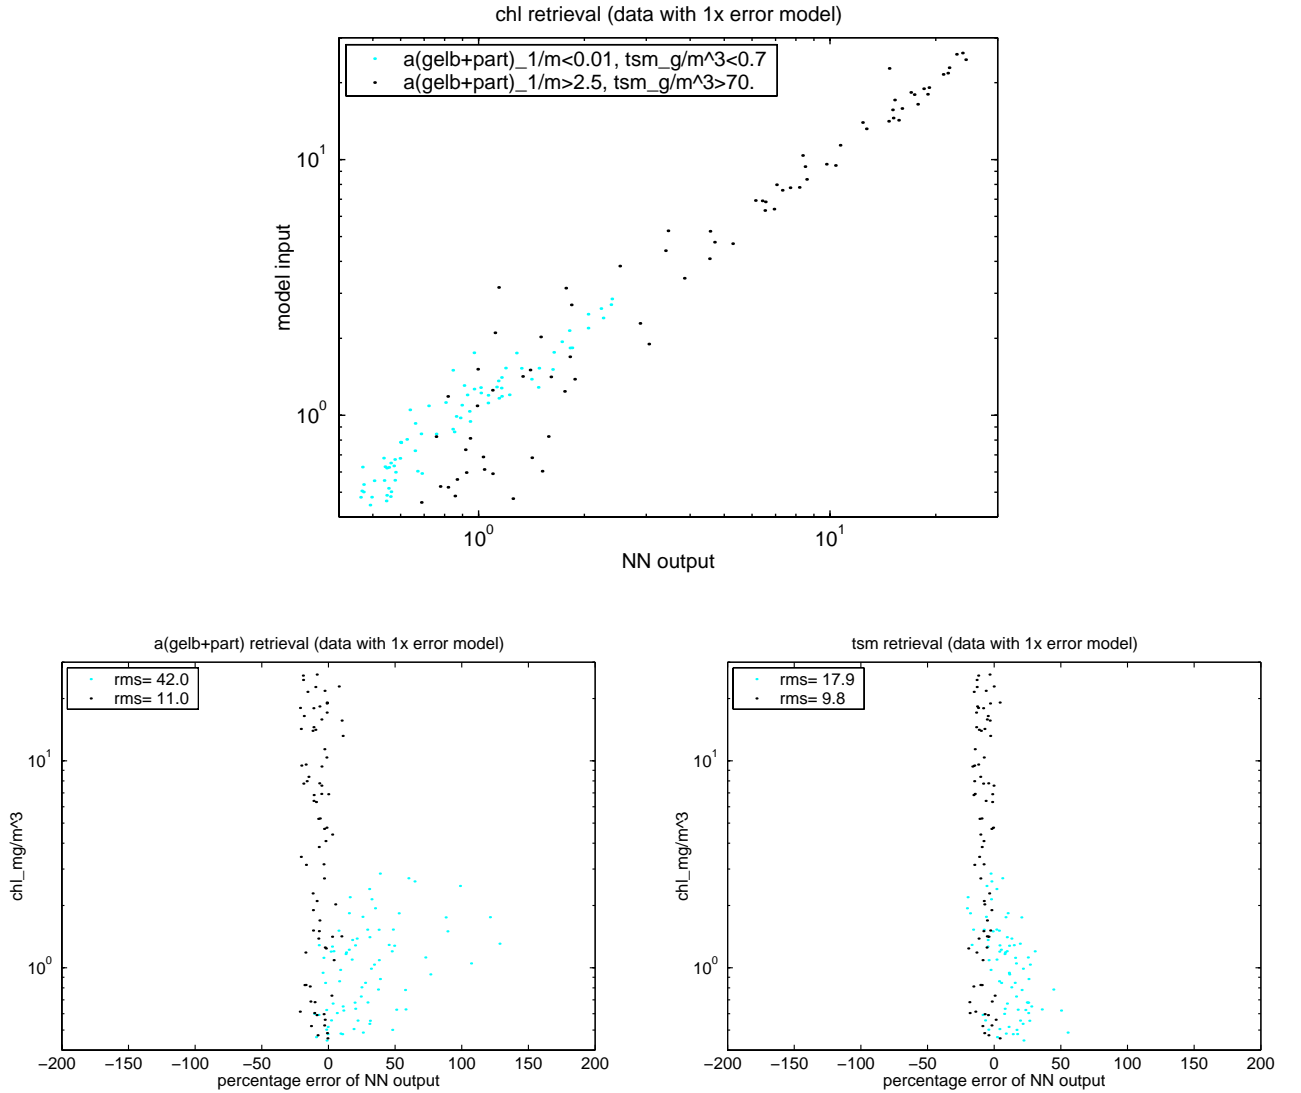 chl retrieval (data with 1x error model)
a(gelb+part)_1/m<0.01, tsm_g/m^3<0.7
a(gelb+part)_1/m>2.5, tsm_g/m^3>70.
model input
10^1
10^0
10^0 10^1
NN output
a(gelb+part) retrieval (data with 1x error model)
rms= 42.0
rms= 11.0
chl_mg/m^3
10^1
10^0
−200 −150 −100 −50 0 50 100 150 200
percentage error of NN output
tsm retrieval (data with 1x error model)
rms= 17.9
rms= 9.8
chl_mg/m^3
10^1
10^0
−200 −150 −100 −50 0 50 100 150 200
percentage error of NN output